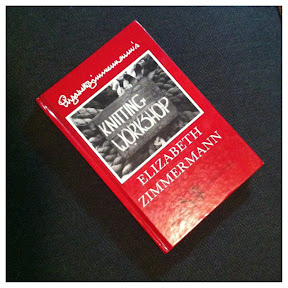 Elizabeth Zimmermann's
KNITTING
WORKSHOP
ELIZABETH
ZIMMERMANN